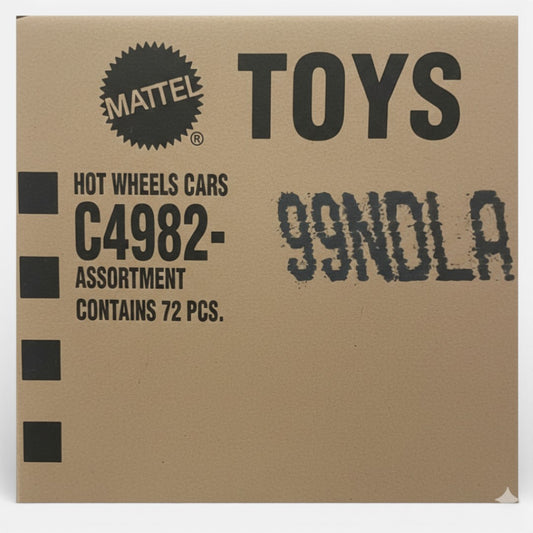 MATTEL ®
TOYS
HOT WHEELS CARS
C4982-
99NDLA
ASSORTMENT
CONTAINS 72 PCS.